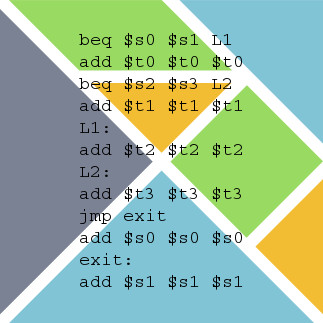 beq $s0 $s1 L1
add $t0 $t0 $t0
beq $s2 $s3 L2
add $t1 $t1 $t1
L1:
add $t2 $t2 $t2
L2:
add $t3 $t3 $t3
jmp exit
add $s0 $s0 $s0
exit:
add $s1 $s1 $s1